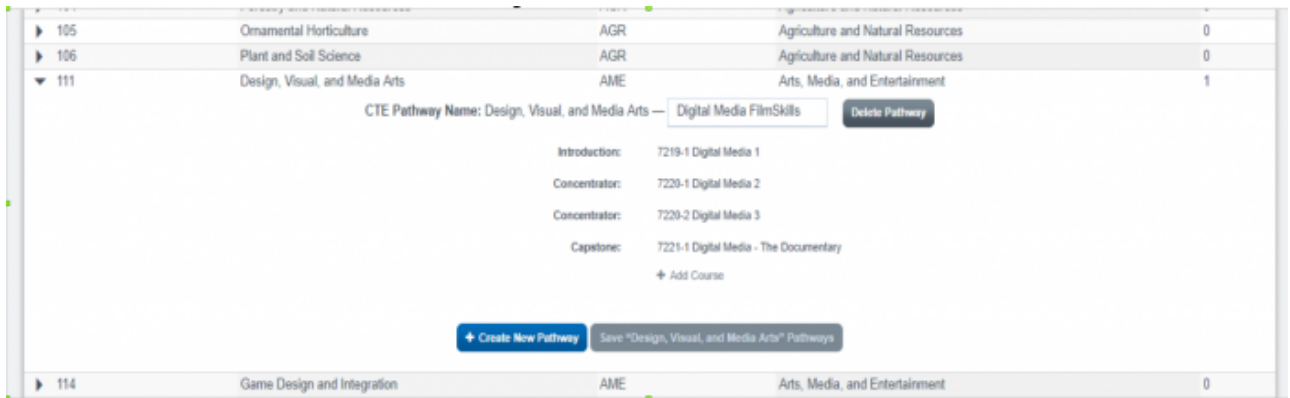 105 Ornamental Horticulture AGR Agriculture and Natural Resources 0
106 Plant and Soil Science AGR Agriculture and Natural Resources 0
111 Design, Visual, and Media Arts AME Arts, Media, and Entertainment 1
CTE Pathway Name: Design, Visual, and Media Arts — Digital Media FilmSkills Delete Pathway
Introduction: 7219-1 Digital Media 1
Concentrator: 7220-1 Digital Media 2
Concentrator: 7220-2 Digital Media 3
Capstone: 7221-1 Digital Media - The Documentary
+ Add Course
+ Create New Pathway Save "Design, Visual, and Media Arts" Pathways
114 Game Design and Integration AME Arts, Media, and Entertainment 0